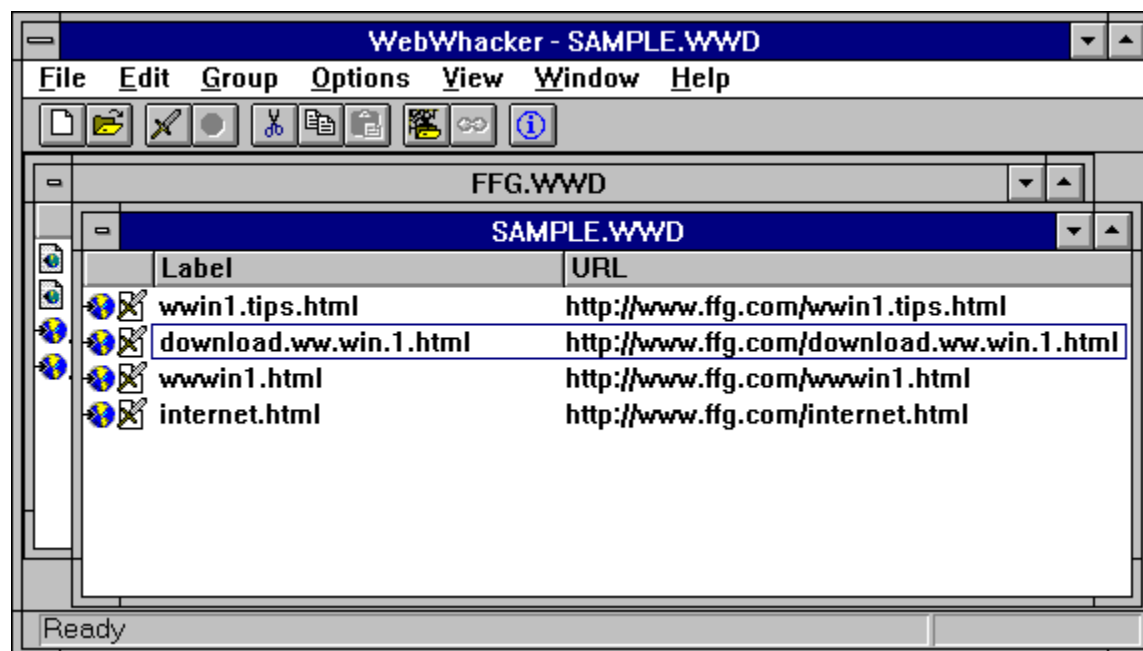 WebWhacker - SAMPLE.WWD
File Edit Group Options View Window Help
FFG.WWD
SAMPLE.WWD
Label URL
wwin1.tips.html http://www.ffg.com/wwin1.tips.html
download.ww.win.1.html http://www.ffg.com/download.ww.win.1.html
wwwin1.html http://www.ffg.com/wwwin1.html
internet.html http://www.ffg.com/internet.html
Ready